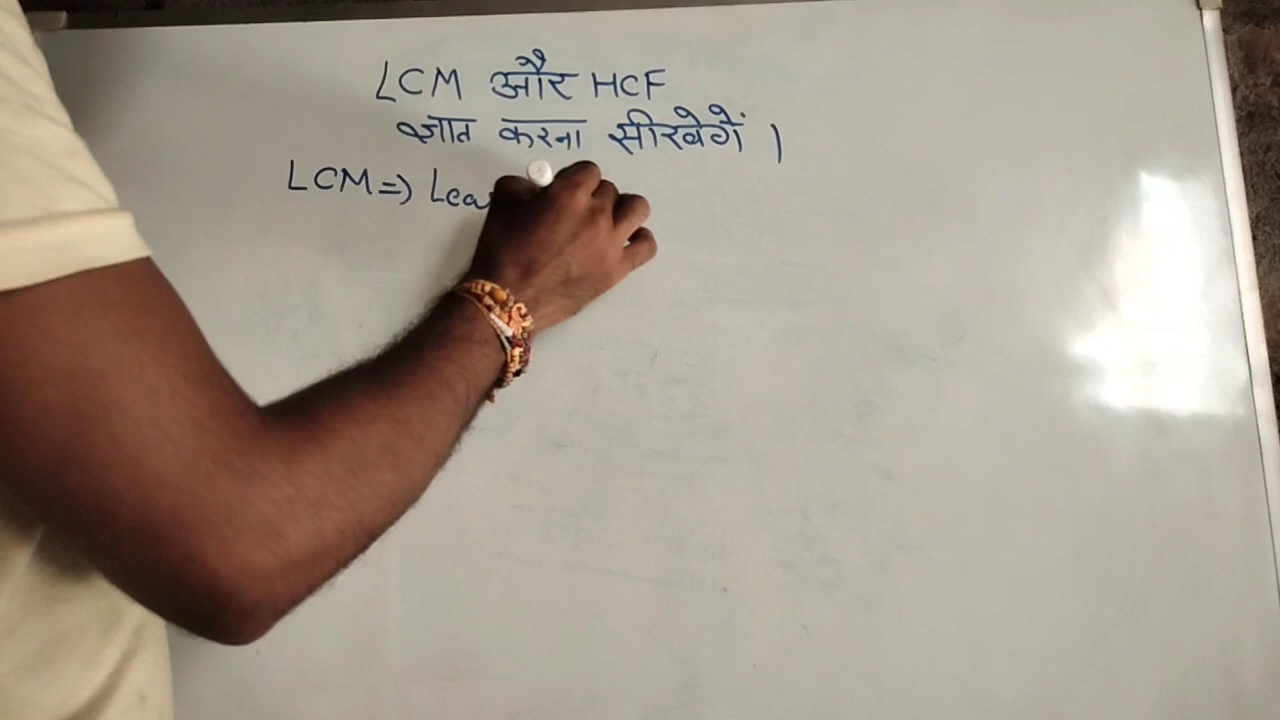 LCM और HCF
ज्ञात करना सीखेगें ।
LCM => Lea